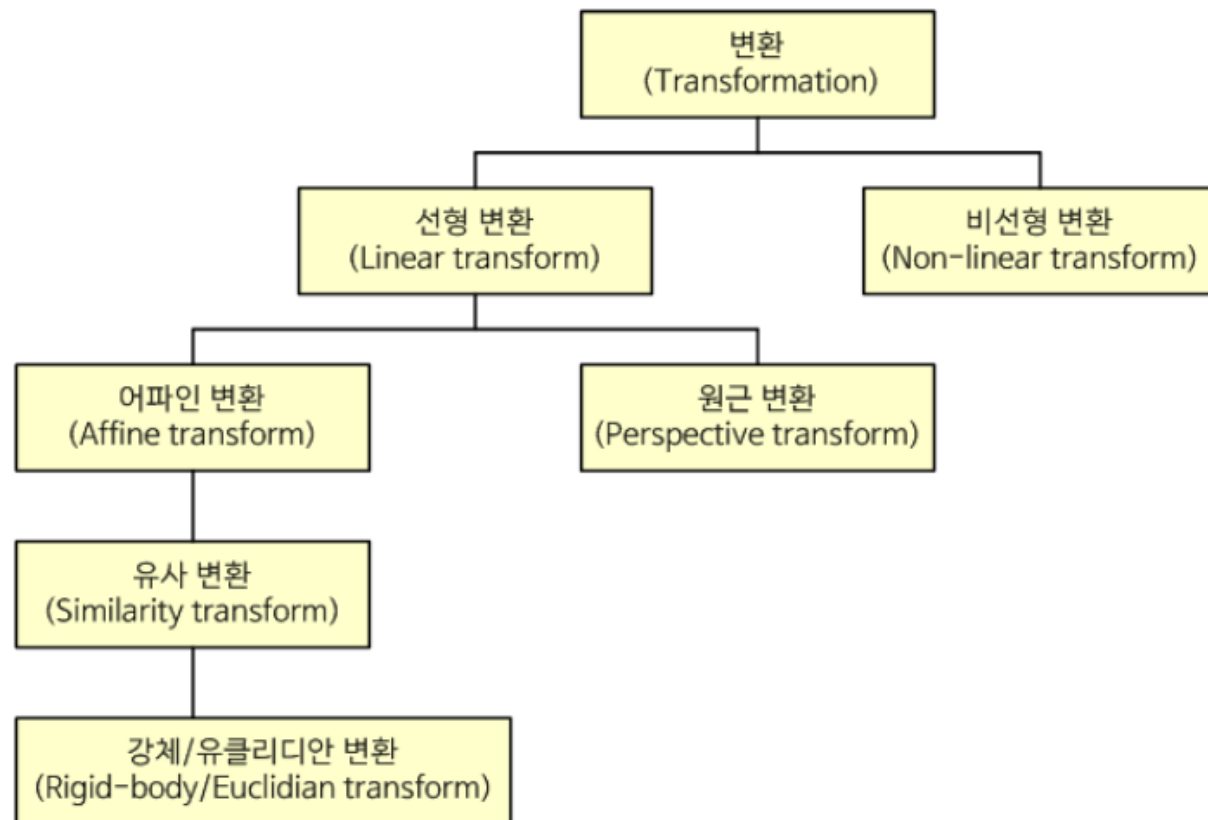 변환
(Transformation)
선형 변환
(Linear transform)
비선형 변환
(Non-linear transform)
어파인 변환
(Affine transform)
원근 변환
(Perspective transform)
유사 변환
(Similarity transform)
강체/유클리디안 변환
(Rigid-body/Euclidian transform)